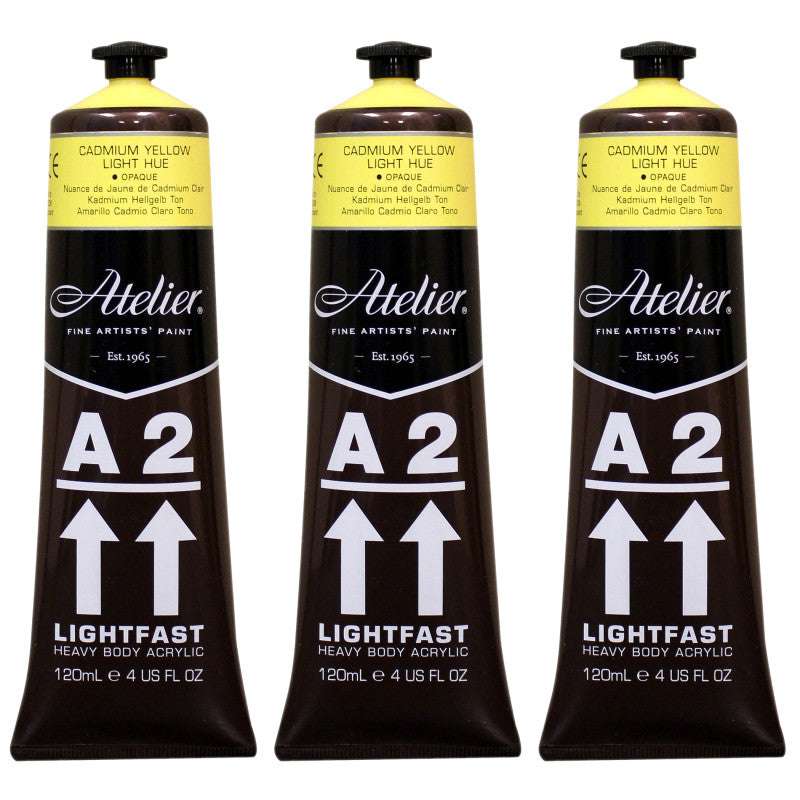 CE
CADMIUM YELLOW
LIGHT HUE
• OPAQUE
Nuance de Jaune de Cadmium Clair
Kadmium Hellgelb Ton
Amarillo Cadmio Claro Tono
Atelier®
FINE ARTISTS' PAINT
— Est. 1965 —
A 2
LIGHTFAST
HEAVY BODY ACRYLIC
120mL ℮ 4 US FL OZ
CE
CADMIUM YELLOW
LIGHT HUE
• OPAQUE
Nuance de Jaune de Cadmium Clair
Kadmium Hellgelb Ton
Amarillo Cadmio Claro Tono
Atelier®
FINE ARTISTS' PAINT
— Est. 1965 —
A 2
LIGHTFAST
HEAVY BODY ACRYLIC
120mL ℮ 4 US FL OZ
CE
CADMIUM YELLOW
LIGHT HUE
• OPAQUE
Nuance de Jaune de Cadmium Clair
Kadmium Hellgelb Ton
Amarillo Cadmio Claro Tono
Atelier®
FINE ARTISTS' PAINT
— Est. 1965 —
A 2
LIGHTFAST
HEAVY BODY ACRYLIC
120mL ℮ 4 US FL OZ